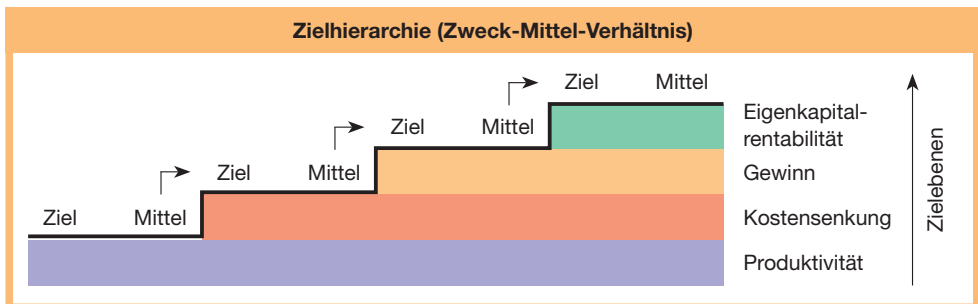 Zielhierarchie (Zweck-Mittel-Verhältnis)
Ziel Mittel
Eigenkapital-
rentabilität
Ziel Mittel
Gewinn
Ziel Mittel
Kostensenkung
Ziel Mittel
Produktivität
Zielebenen